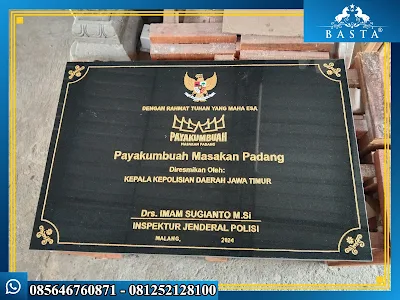 BASTA
DENGAN RAHMAT TUHAN YANG MAHA ESA
PAYAKUMBUAH
MASAKAN PADANG
Payakumbuah Masakan Padang
Diresmikan Oleh:
KEPALA KEPOLISIAN DAERAH JAWA TIMUR
Drs. IMAM SUGIANTO M.Si
INSPEKTUR JENDERAL POLISI
MALANG, 2024
085646760871 - 081252128100